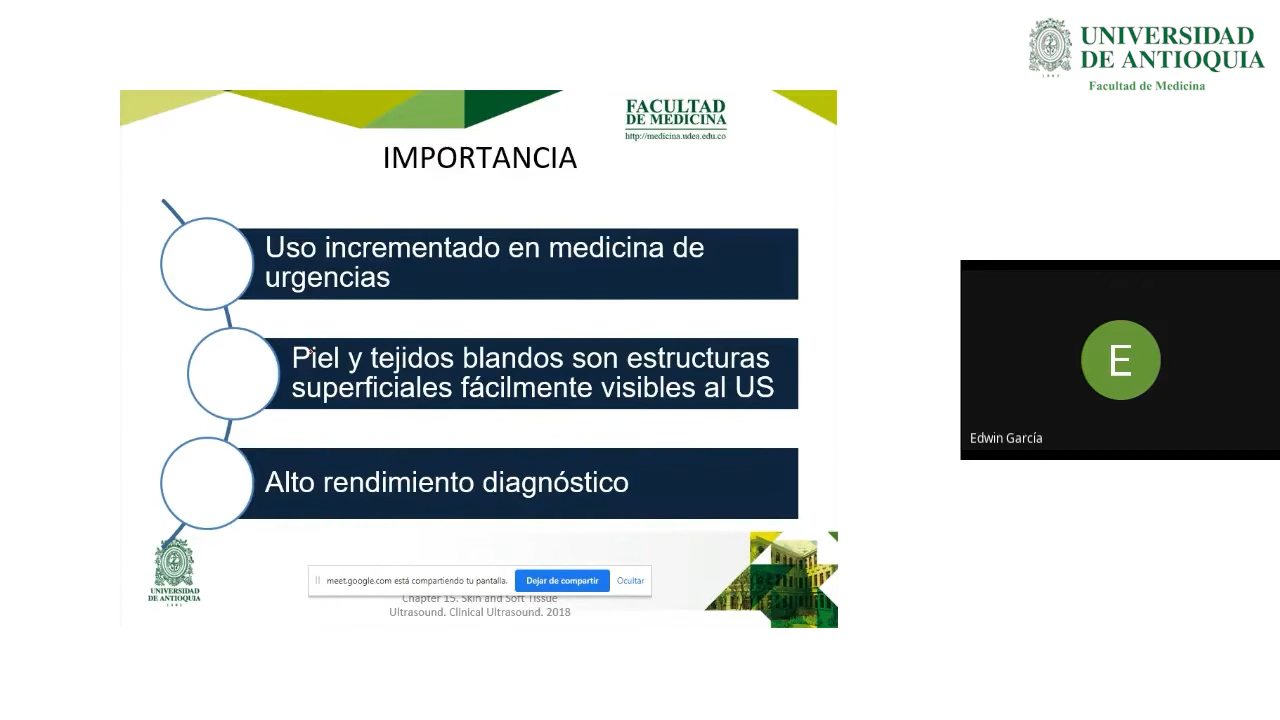 UNIVERSIDAD
DE ANTIOQUIA
1803
Facultad de Medicina
FACULTAD
DE MEDICINA
http://medicina.udea.edu.co
IMPORTANCIA
Uso incrementado en medicina de
urgencias
Piel y tejidos blandos son estructuras
superficiales fácilmente visibles al US
Alto rendimiento diagnóstico
E
Edwin García
UNIVERSIDAD
DE ANTIOQUIA
1803
meet.google.com está compartiendo tu pantalla.
Dejar de compartir
Ocultar
Chapter 15. Skin and Soft Tissue
Ultrasound. Clinical Ultrasound. 2018